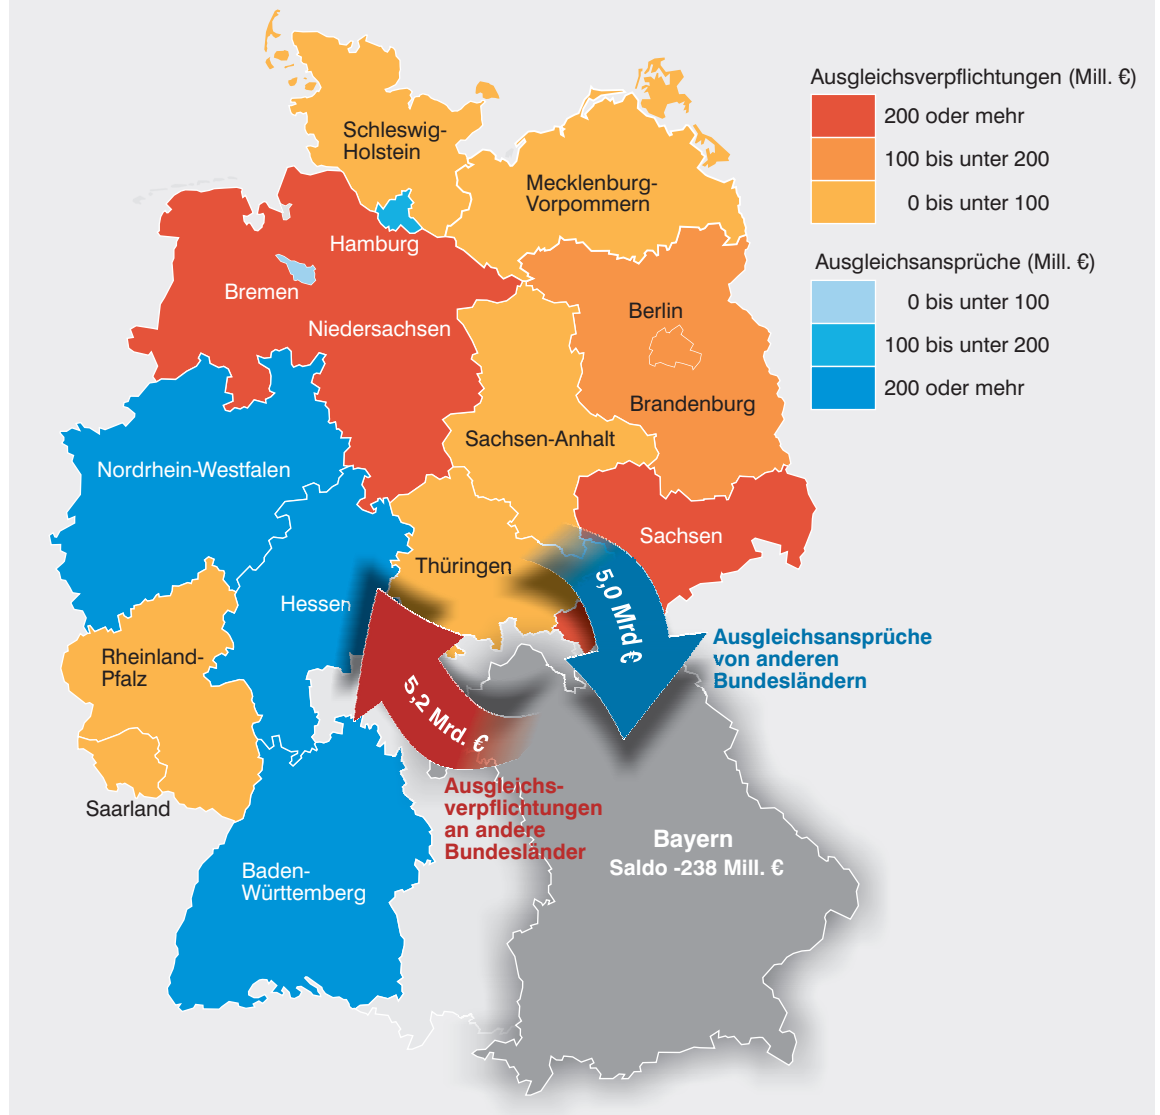 Ausgleichsverpflichtungen (Mill. €)
200 oder mehr
100 bis unter 200
0 bis unter 100
Ausgleichsansprüche (Mill. €)
0 bis unter 100
100 bis unter 200
200 oder mehr
Schleswig-
Holstein
Mecklenburg-
Vorpommern
Hamburg
Bremen
Niedersachsen
Berlin
Brandenburg
Sachsen-Anhalt
Nordrhein-Westfalen
Sachsen
Thüringen
Hessen
5,0 Mrd €
Ausgleichsansprüche
von anderen
Bundesländern
Rheinland-
Pfalz
5,2 Mrd. €
Ausgleichs-
verpflichtungen
an andere
Bundesländer
Saarland
Bayern
Saldo -238 Mill. €
Baden-
Württemberg